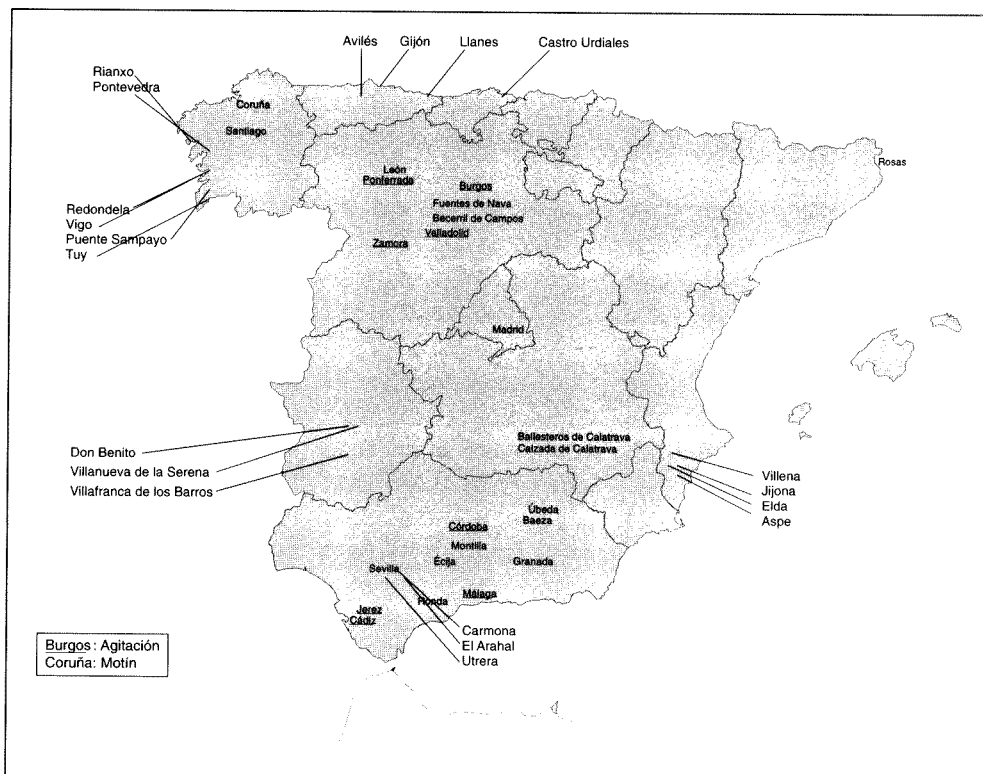 Avilés
Gijón
Llanes
Castro Urdiales
Rianxo
Pontevedra
Coruña
Santiago
Rosas
León
Ponferrada
Burgos
Fuentes de Nava
Becerril de Campos
Valladolid
Zamora
Redondela
Vigo
Puente Sampayo
Tuy
Madrid
Ballesteros de Calatrava
Calzada de Calatrava
Don Benito
Villanueva de la Serena
Villafranca de los Barros
Villena
Jijona
Elda
Aspe
Úbeda
Baeza
Córdoba
Montilla
Écija
Granada
Sevilla
Ronda
Málaga
Jerez
Cádiz
Carmona
El Arahal
Utrera
Burgos: Agitación
Coruña: Motín